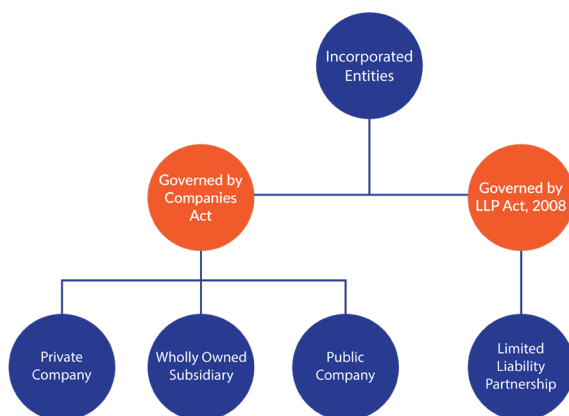 Incorporated
Entities
Governed by
Companies
Act
Governed by
LLP Act, 2008
Private
Company
Wholly Owned
Subsidiary
Public
Company
Limited
Liability
Partnership